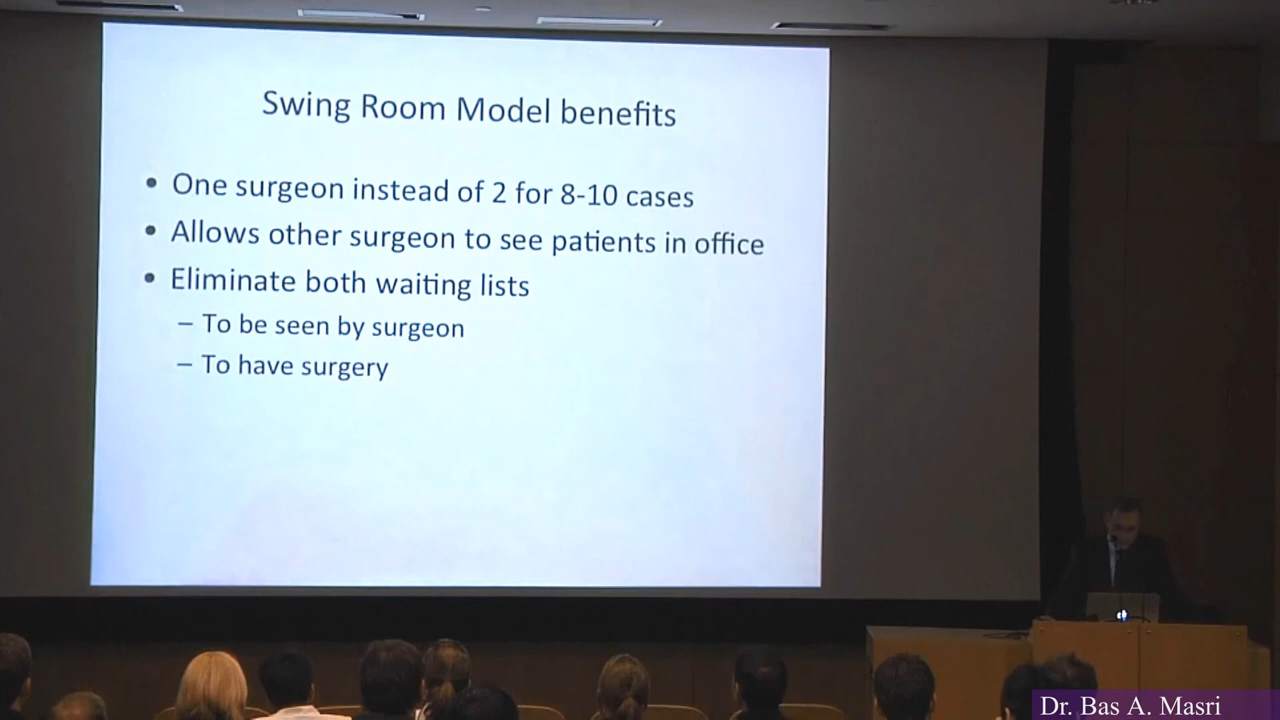 Swing Room Model benefits
• One surgeon instead of 2 for 8-10 cases
• Allows other surgeon to see patients in office
• Eliminate both waiting lists
– To be seen by surgeon
– To have surgery
Dr. Bas A. Masri